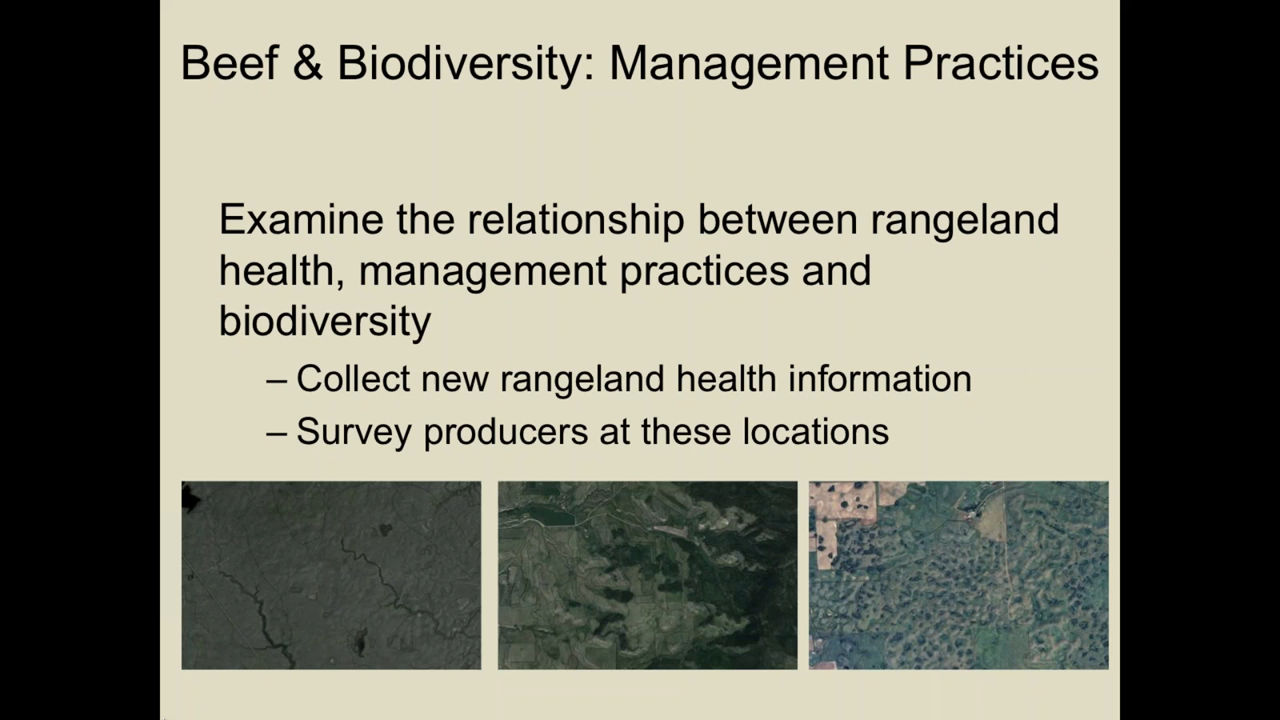 Beef & Biodiversity: Management Practices
Examine the relationship between rangeland
health, management practices and
biodiversity
– Collect new rangeland health information
– Survey producers at these locations